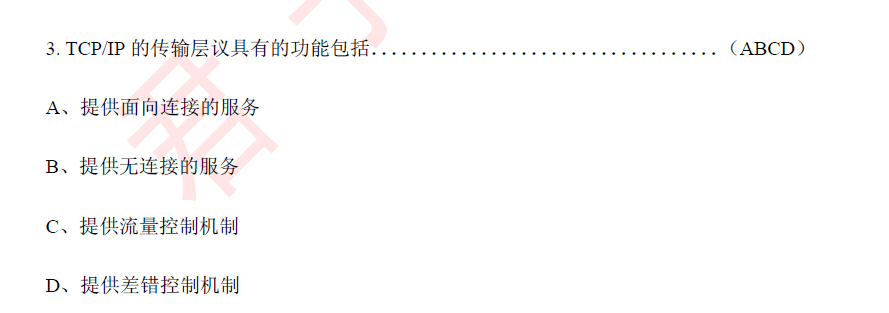 3. TCP/IP 的传输层议具有的功能包括...................................（ABCD）
A、提供面向连接的服务
B、提供无连接的服务
C、提供流量控制机制
D、提供差错控制机制
君